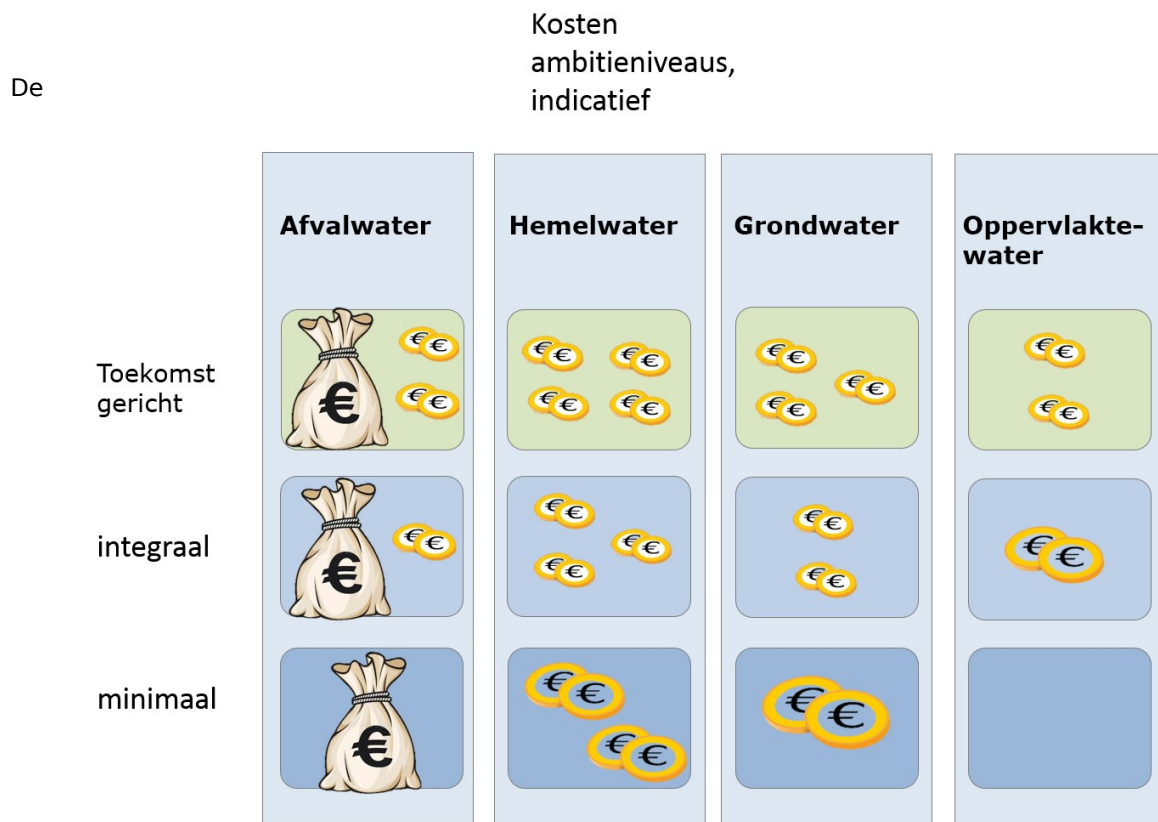 Kosten
ambitieniveaus,
indicatief
De
Afvalwater
Hemelwater
Grondwater
Oppervlakte-
water
Toekomst
gericht
€
€€
€€
€€
€€
€€
€€
€€
€€
€€
€€
€€
integraal
€
€€
€€
€€
€€
€€
€€
€€
minimaal
€
€€
€€
€€